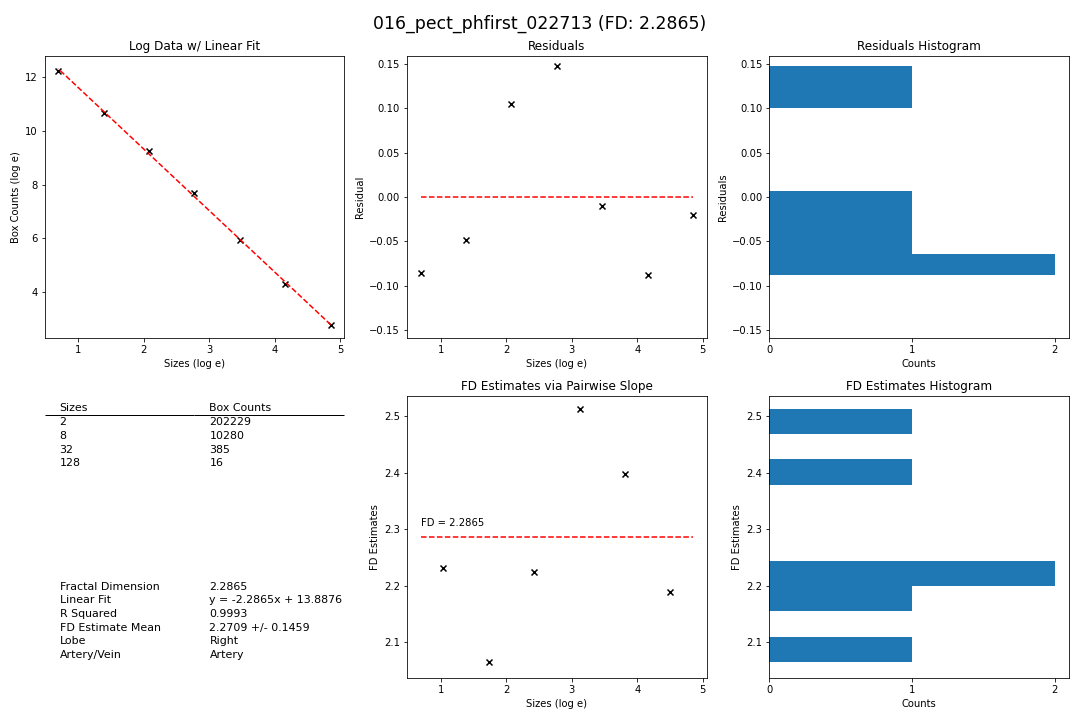 016_pect_phfirst_022713 (FD: 2.2865)
Log Data w/ Linear Fit
Box Counts (log e)
12
10
8
6
4
1 2 3 4 5
Sizes (log e)
Residuals
Residual
0.15
0.10
0.05
0.00
−0.05
−0.10
−0.15
1 2 3 4 5
Sizes (log e)
Residuals Histogram
Residuals
0.15
0.10
0.05
0.00
−0.05
−0.10
−0.15
0 1 2
Counts
Sizes Box Counts
2 202229
8 10280
32 385
128 16
Fractal Dimension 2.2865
Linear Fit y = -2.2865x + 13.8876
R Squared 0.9993
FD Estimate Mean 2.2709 +/- 0.1459
Lobe Right
Artery/Vein Artery
FD Estimates via Pairwise Slope
FD Estimates
2.5
2.4
2.3
2.2
2.1
FD = 2.2865
1 2 3 4 5
Sizes (log e)
FD Estimates Histogram
FD Estimates
2.5
2.4
2.3
2.2
2.1
0 1 2
Counts